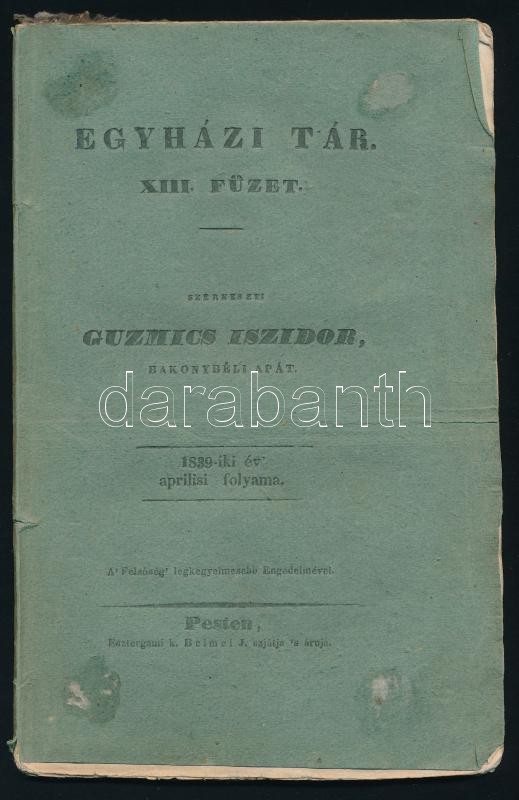 EGYHÁZI TÁR.
XIII. FÜZET.
SZERKESZTI
GUZMICS ISZIDOR,
BAKONYBÉLI APÁT.
darabanth
1839-iki év'
aprilisi folyama.
A' Felsőség' legkegyelmesebb Engedelmével.
Pesten,
Esztergami k. Beimel J. sajátja 's áruja.